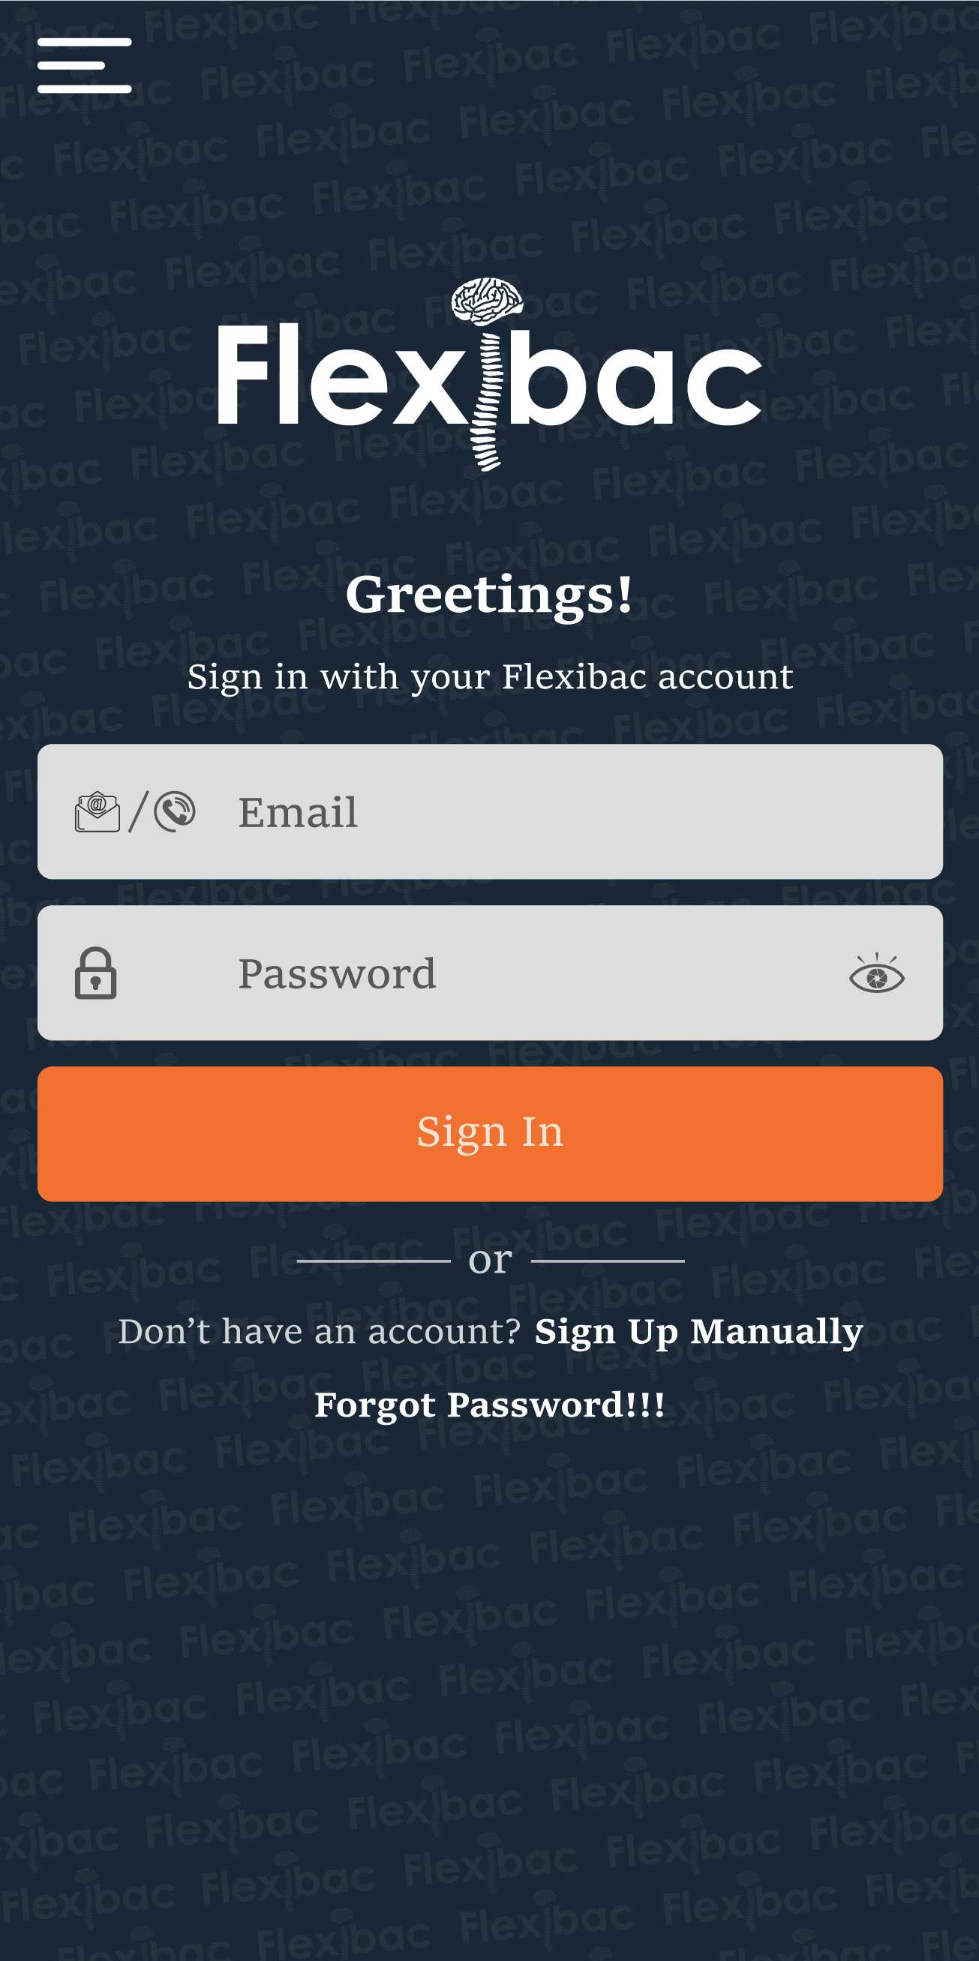 Flexibac
Greetings!
Sign in with your Flexibac account
/ Email
Password
Sign In
or
Don’t have an account? Sign Up Manually
Forgot Password!!!